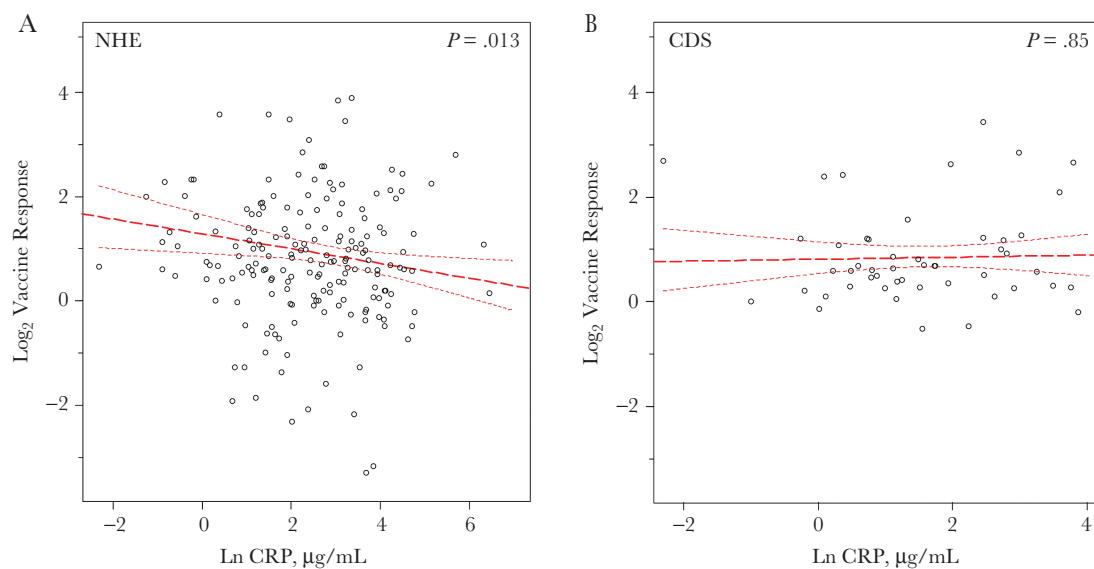 A
NHE
P = .013
4
2
0
−2
Log₂ Vaccine Response
−2
0
2
4
6
Ln CRP, µg/mL
B
CDS
P = .85
4
2
0
−2
Log₂ Vaccine Response
−2
0
2
4
Ln CRP, µg/mL